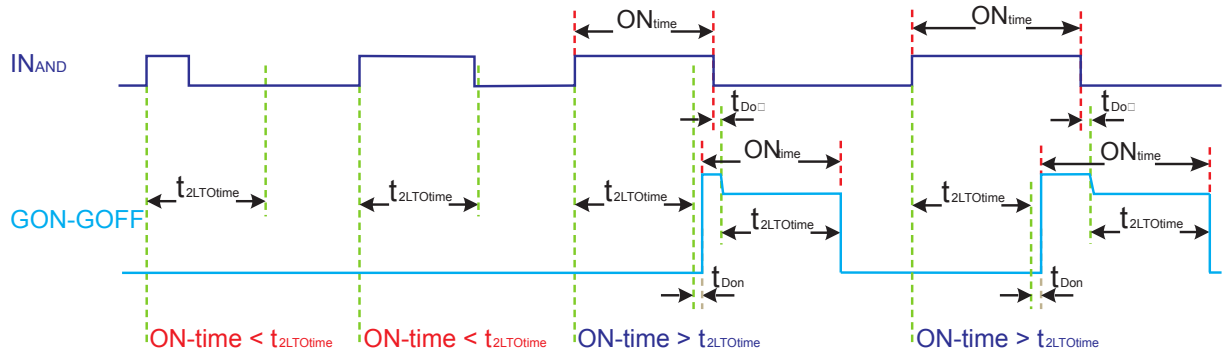 ONtime ONtime
INAND
tDo□ tDo□
ONtime ONtime
t2LTOtime t2LTOtime t2LTOtime t2LTOtime
GON-GOFF t2LTOtime t2LTOtime
tDon tDon
ON-time < t2LTOtime ON-time < t2LTOtime ON-time > t2LTOtime ON-time > t2LTOtime